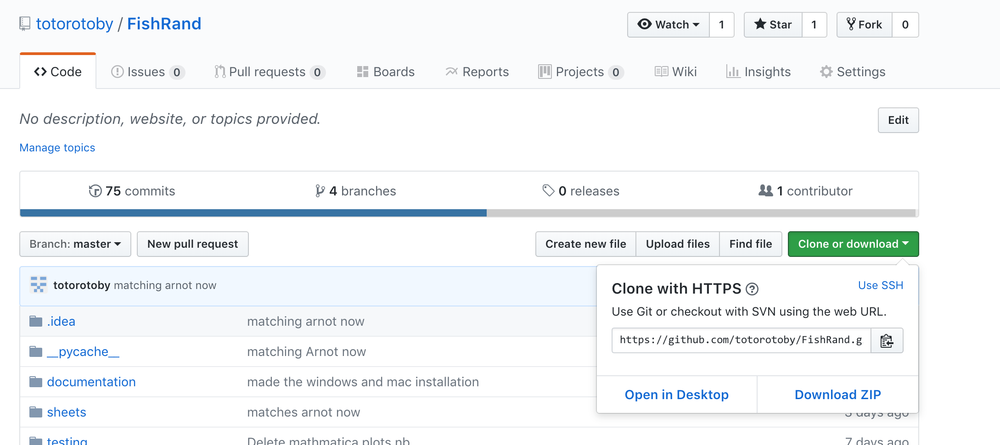 totorotoby / FishRand
Watch 1 Star 1 Fork 0
Code Issues 0 Pull requests 0 Boards Reports Projects 0 Wiki Insights Settings
No description, website, or topics provided. Edit
Manage topics
75 commits 4 branches 0 releases 1 contributor
Branch: master New pull request Create new file Upload files Find file Clone or download
totorotoby matching arnot now
Clone with HTTPS ? Use SSH
Use Git or checkout with SVN using the web URL.
https://github.com/totorotoby/FishRand.g
Open in Desktop Download ZIP
.idea matching arnot now
__pycache__ matching Arnot now
documentation made the windows and mac installation
sheets matches arnot now days ago
testing Delete mathmatica plots nb 7 days ago